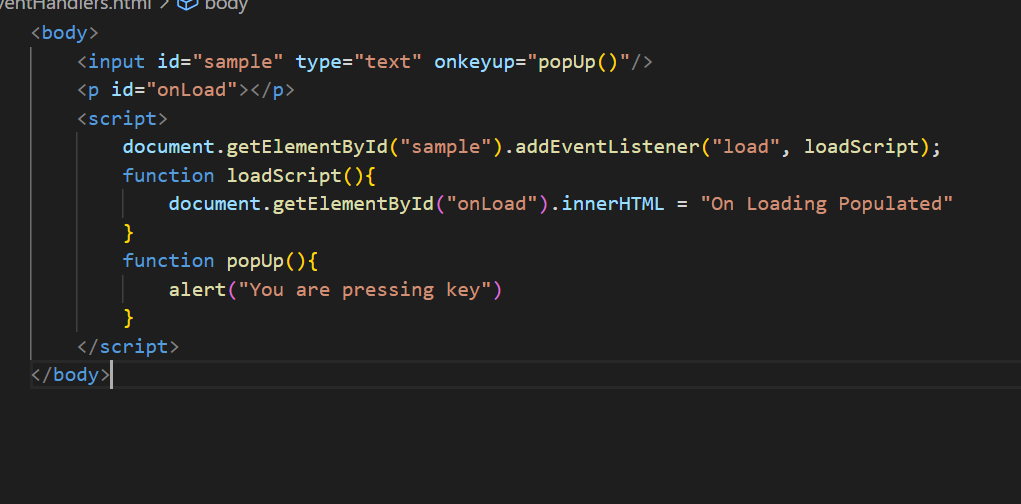 ventHandlers.html > body
<body>
    <input id="sample" type="text" onkeyup="popUp()"/>
    <p id="onLoad"></p>
    <script>
        document.getElementById("sample").addEventListener("load", loadScript);
        function loadScript(){
            document.getElementById("onLoad").innerHTML = "On Loading Populated"
        }
        function popUp(){
            alert("You are pressing key")
        }
    </script>
</body>